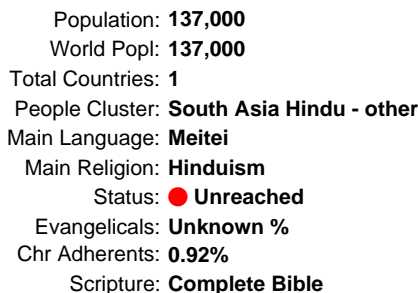 Population: 137,000
World Popl: 137,000
Total Countries: 1
People Cluster: South Asia Hindu - other
Main Language: Meitei
Main Religion: Hinduism
Status: Unreached
Evangelicals: Unknown %
Chr Adherents: 0.92%
Scripture: Complete Bible